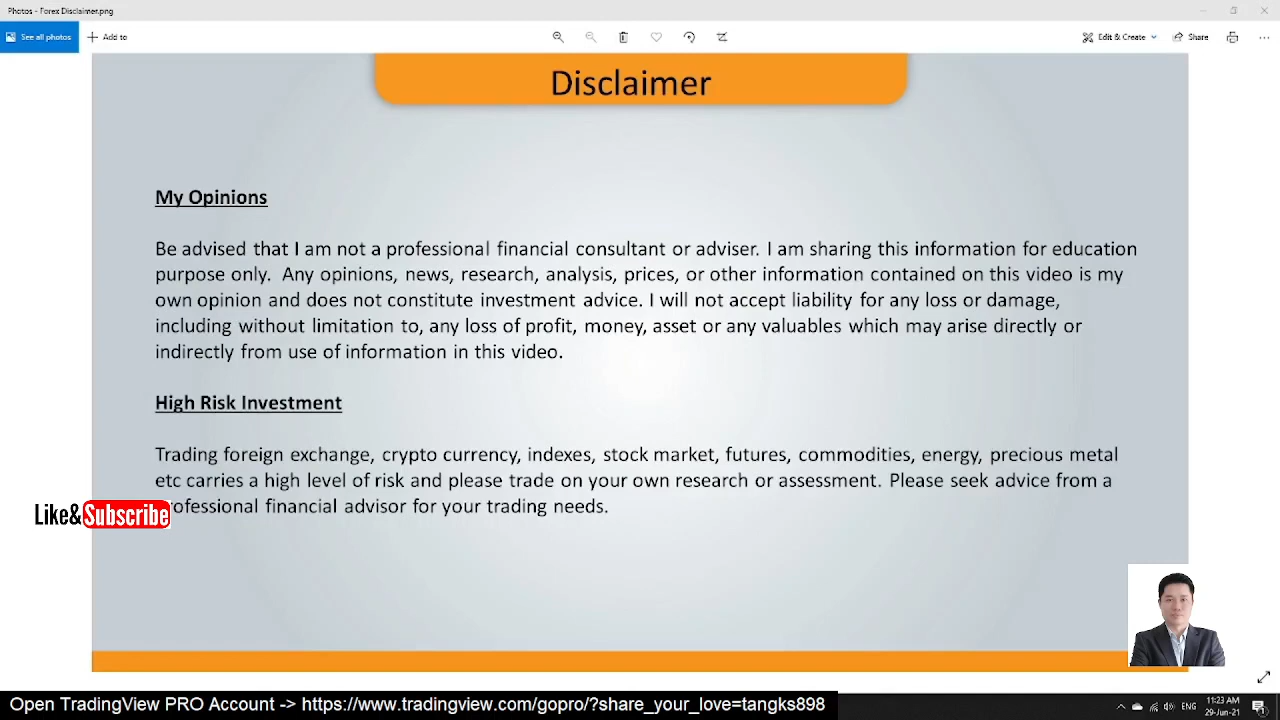 Photos - Forex Disclaimer.png
See all photos
Add to
Edit & Create
Share
Disclaimer
My Opinions
Be advised that I am not a professional financial consultant or adviser. I am sharing this information for education
purpose only. Any opinions, news, research, analysis, prices, or other information contained on this video is my
own opinion and does not constitute investment advice. I will not accept liability for any loss or damage,
including without limitation to, any loss of profit, money, asset or any valuables which may arise directly or
indirectly from use of information in this video.
High Risk Investment
Trading foreign exchange, crypto currency, indexes, stock market, futures, commodities, energy, precious metal
etc carries a high level of risk and please trade on your own research or assessment. Please seek advice from a
rofessional financial advisor for your trading needs.
Like&Subscribe
Open TradingView PRO Account -> https://www.tradingview.com/gopro/?share_your_love=tangks898
ENG
11:23 AM
29-Jun-21